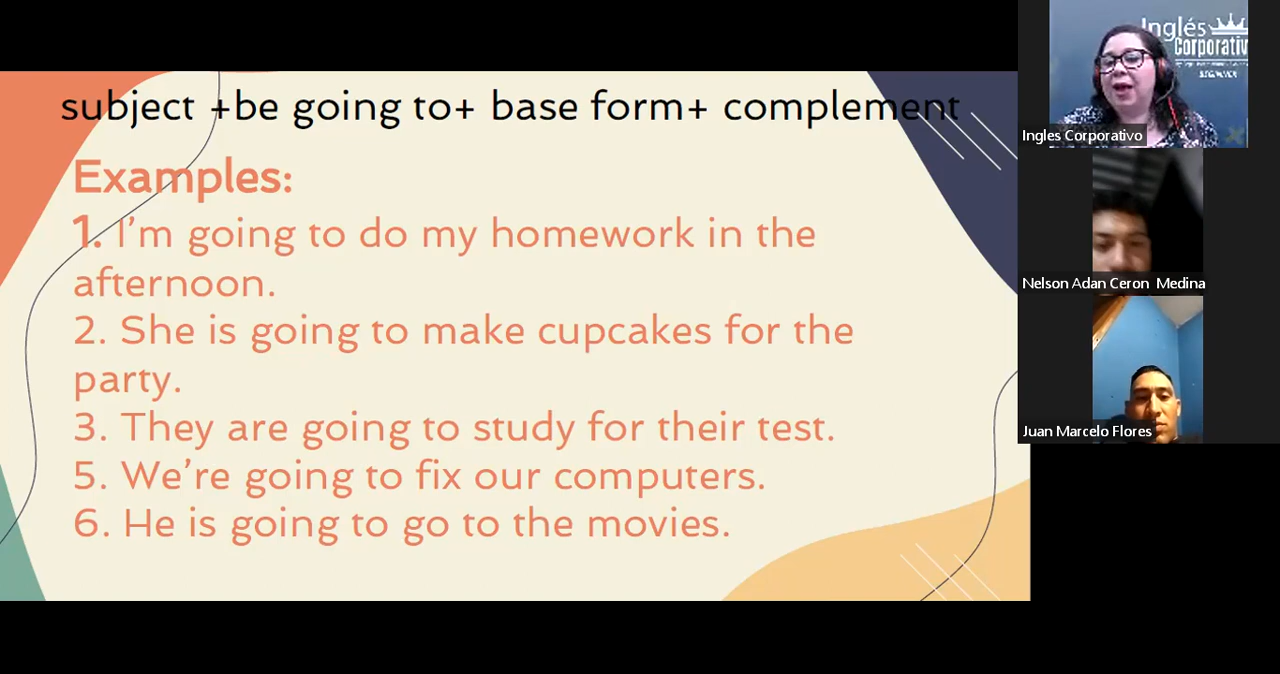 subject +be going to+ base form+ complement
Examples:
1. I'm going to do my homework in the
afternoon.
2. She is going to make cupcakes for the
party.
3. They are going to study for their test.
5. We're going to fix our computers.
6. He is going to go to the movies.
Inglés
Corporativ
Ingles Corporativo
Nelson Adan Ceron Medina
Juan Marcelo Flores